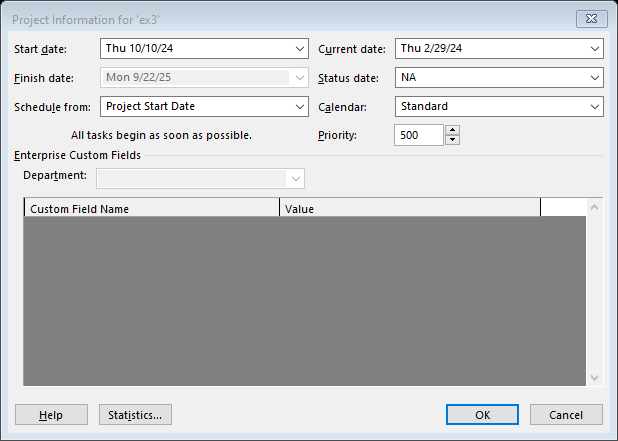 Project Information for 'ex3'
Start date: Thu 10/10/24 Current date: Thu 2/29/24
Finish date: Mon 9/22/25 Status date: NA
Schedule from: Project Start Date Calendar: Standard
All tasks begin as soon as possible. Priority: 500
Enterprise Custom Fields
Department:
Custom Field Name Value
Help Statistics... OK Cancel